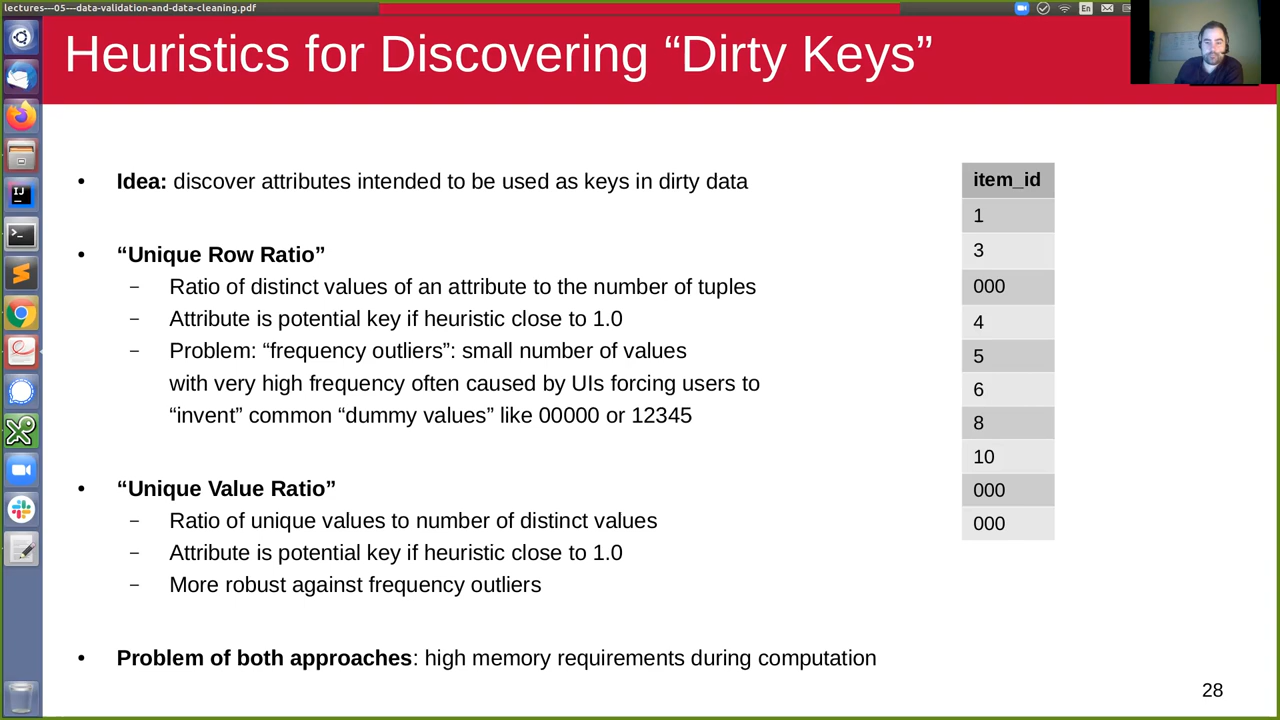 lectures---05---data-validation-and-data-cleaning.pdf
En
Heuristics for Discovering “Dirty Keys”
• Idea: discover attributes intended to be used as keys in dirty data
• “Unique Row Ratio”
– Ratio of distinct values of an attribute to the number of tuples
– Attribute is potential key if heuristic close to 1.0
– Problem: “frequency outliers”: small number of values
with very high frequency often caused by UIs forcing users to
“invent” common “dummy values” like 00000 or 12345
• “Unique Value Ratio”
– Ratio of unique values to number of distinct values
– Attribute is potential key if heuristic close to 1.0
– More robust against frequency outliers
• Problem of both approaches: high memory requirements during computation
item_id
1
3
000
4
5
6
8
10
000
000
28
IJ